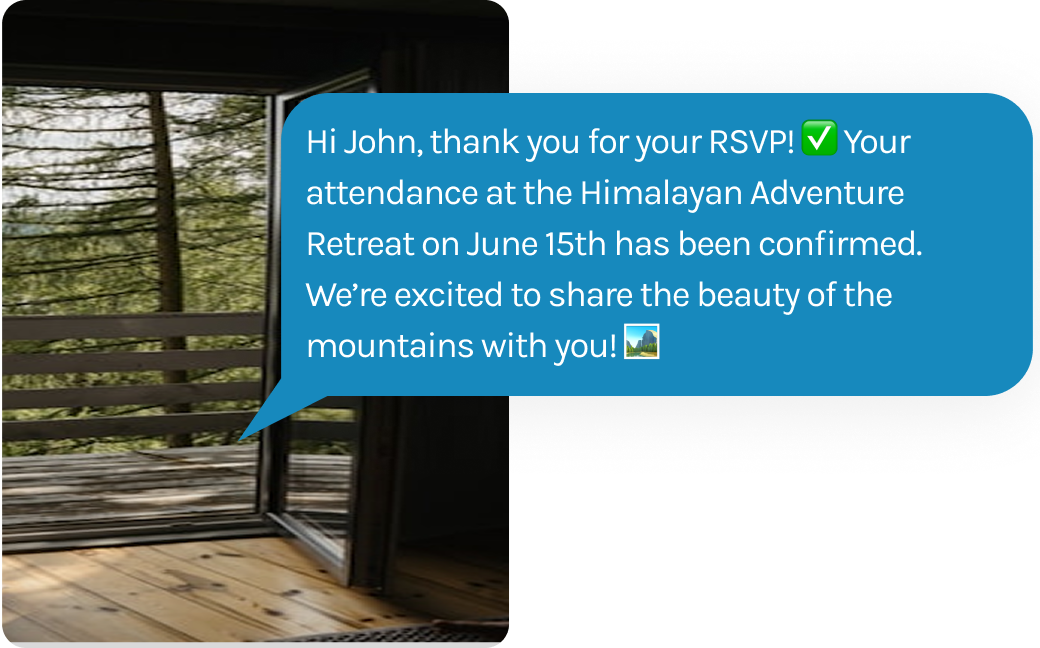 Hi John, thank you for your RSVP! ✅ Your
attendance at the Himalayan Adventure
Retreat on June 15th has been confirmed.
We’re excited to share the beauty of the
mountains with you! 🏞️